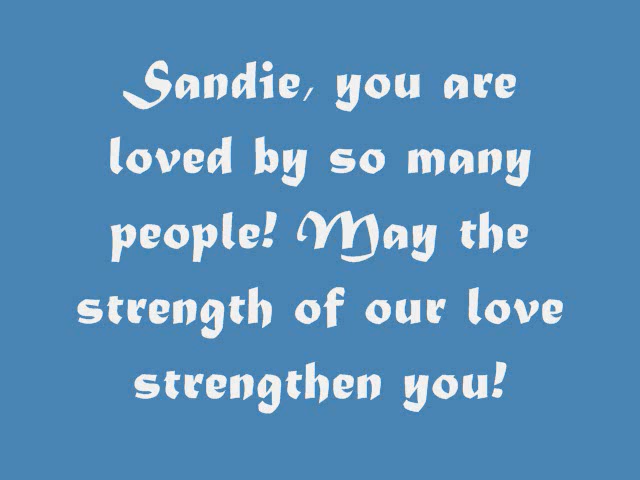 Sandie, you are
loved by so many
people! May the
strength of our love
strengthen you!